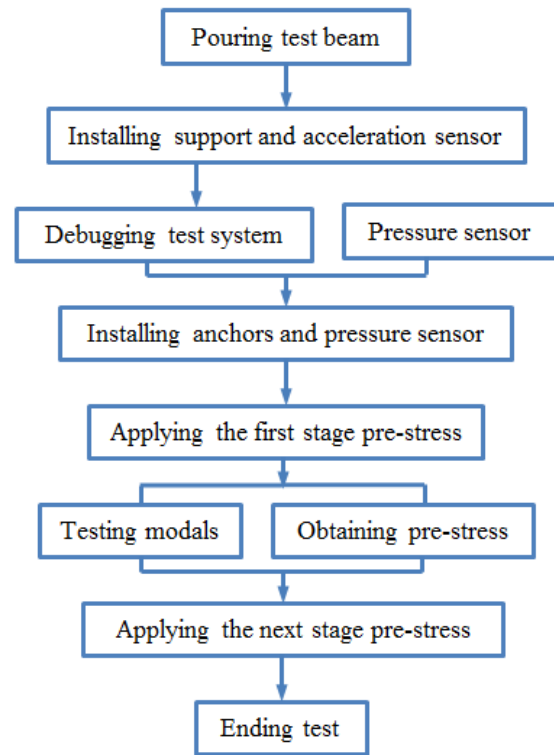 Pouring test beam
Installing support and acceleration sensor
Debugging test system
Pressure sensor
Installing anchors and pressure sensor
Applying the first stage pre-stress
Testing modals
Obtaining pre-stress
Applying the next stage pre-stress
Ending test